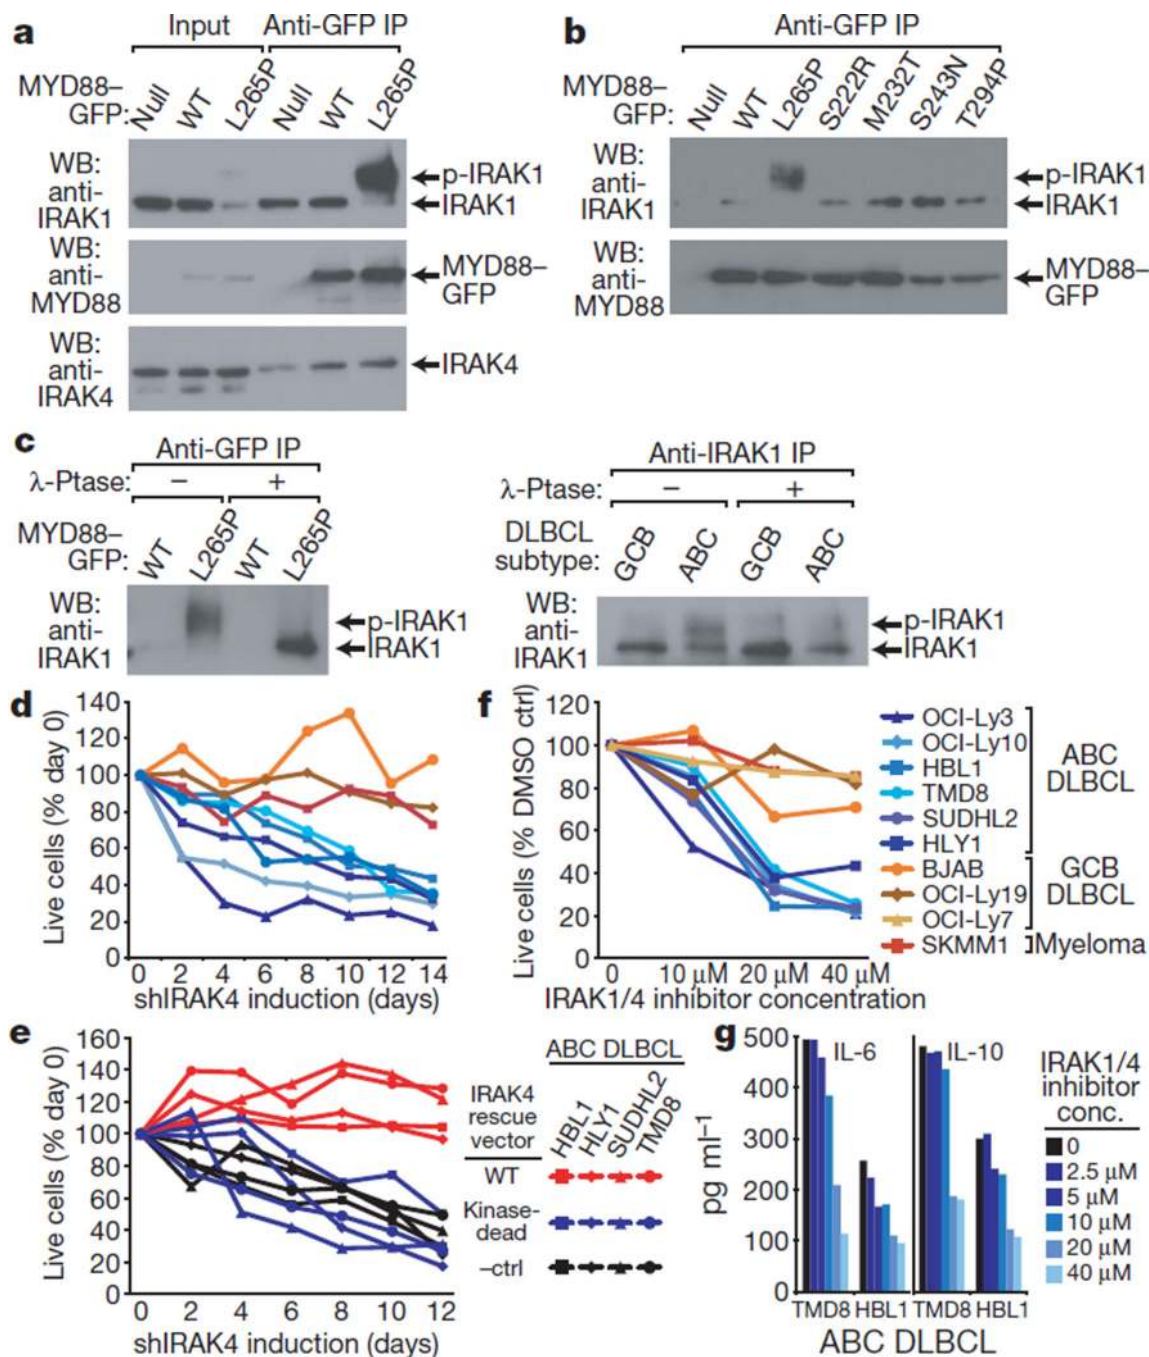 a
Input Anti-GFP IP
MYD88–
GFP: Null WT L265P Null WT L265P
WB:
anti-
IRAK1
p-IRAK1
IRAK1
WB:
anti-
MYD88
MYD88–
GFP
WB:
anti-
IRAK4
IRAK4
b
Anti-GFP IP
MYD88–
GFP: Null WT L265P S222R M232T S243N T294P
WB:
anti-
IRAK1
p-IRAK1
IRAK1
WB:
anti-
MYD88
MYD88–
GFP
c
Anti-GFP IP
λ-Ptase: – +
MYD88–
GFP: WT L265P WT L265P
WB:
anti-
IRAK1
p-IRAK1
IRAK1
Anti-IRAK1 IP
λ-Ptase: – +
DLBCL
subtype: GCB ABC GCB ABC
WB:
anti-
IRAK1
p-IRAK1
IRAK1
d
Live cells (% day 0)
140
120
100
80
60
40
20
0
0 2 4 6 8 10 12 14
shIRAK4 induction (days)
f
Live cells (% DMSO ctrl)
120
100
80
60
40
20
0
0 10 μM 20 μM 40 μM
IRAK1/4 inhibitor concentration
OCI-Ly3
OCI-Ly10
HBL1
TMD8
SUDHL2
HLY1
BJAB
OCI-Ly19
OCI-Ly7
SKMM1
ABC
DLBCL
GCB
DLBCL
Myeloma
e
Live cells (% day 0)
160
140
120
100
80
60
40
20
0
0 2 4 6 8 10 12
shIRAK4 induction (days)
ABC DLBCL
IRAK4
rescue
vector
HBL1 HLY1 SUDHL2 TMD8
WT
Kinase-
dead
–ctrl
g
pg ml⁻¹
500
400
300
200
100
0
IL-6 IL-10
TMD8 HBL1 TMD8 HBL1
ABC DLBCL
IRAK1/4
inhibitor
conc.
0
2.5 μM
5 μM
10 μM
20 μM
40 μM